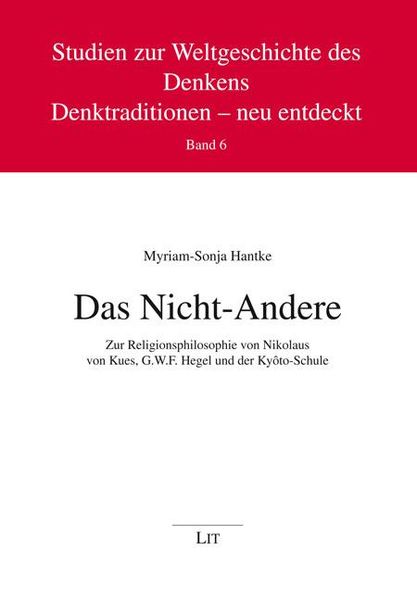 Studien zur Weltgeschichte des
Denkens
Denktraditionen – neu entdeckt
Band 6
Myriam-Sonja Hantke
Das Nicht-Andere
Zur Religionsphilosophie von Nikolaus
von Kues, G.W.F. Hegel und der Kyôto-Schule
LIT